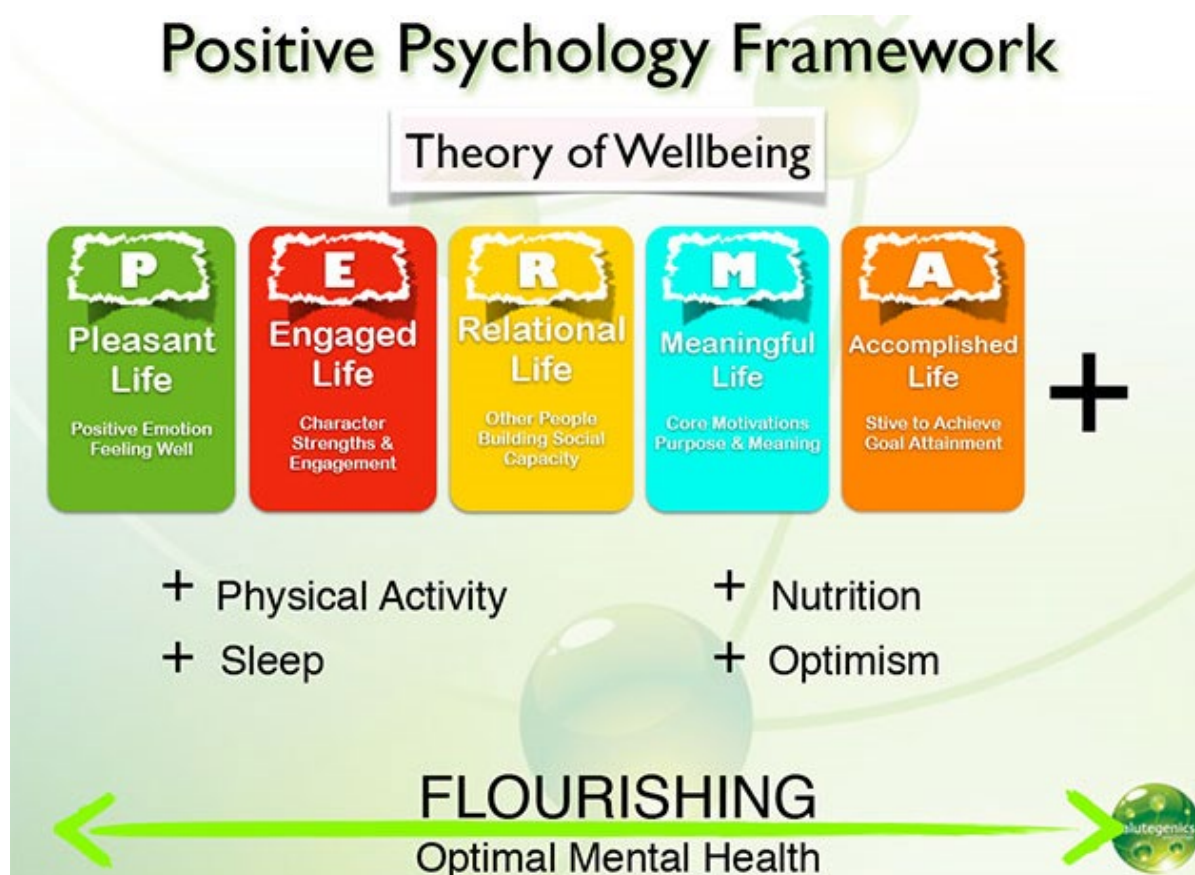 Positive Psychology Framework
Theory of Wellbeing
P
Pleasant
Life
Positive Emotion
Feeling Well
E
Engaged
Life
Character
Strengths &
Engagement
R
Relational
Life
Other People
Building Social
Capacity
M
Meaningful
Life
Core Motivations
Purpose & Meaning
A
Accomplished
Life
Stive to Achieve
Goal Attainment
+
+ Physical Activity
+ Sleep
+ Nutrition
+ Optimism
FLOURISHING
Optimal Mental Health
alutegenics